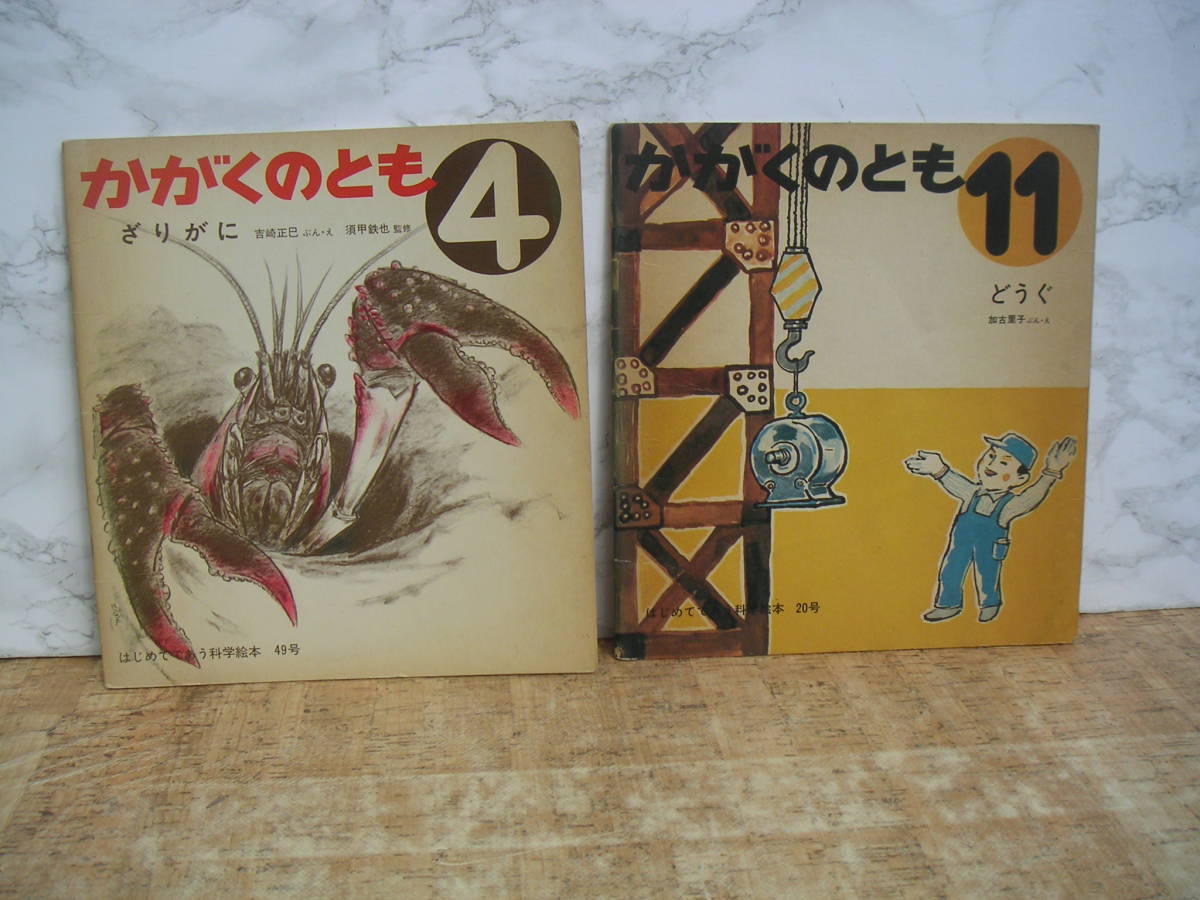 かがくのとも 4
ざりがに 吉崎正巳 ぶん・え 須甲鉄也 監修
はじめてであう科学絵本 49号
かがくのとも 11
どうぐ
加古里子 ぶん・え
はじめてであう科学絵本 20号